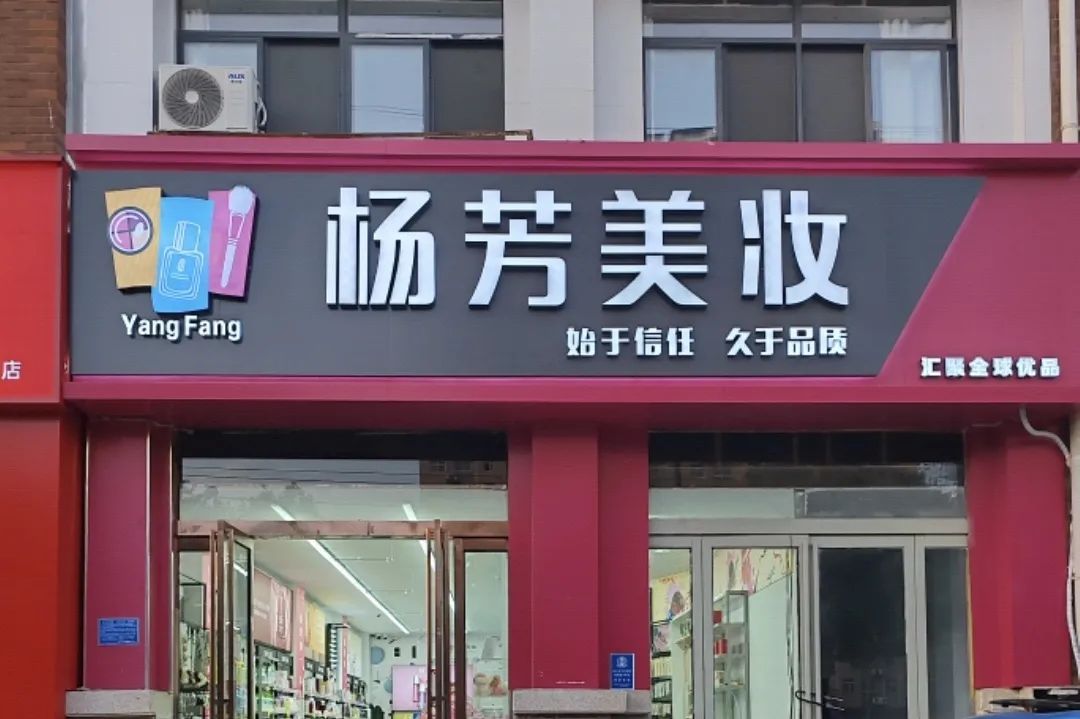 AUX
杨芳美妆
Yang Fang
始于信任 久于品质
汇聚全球优品
店